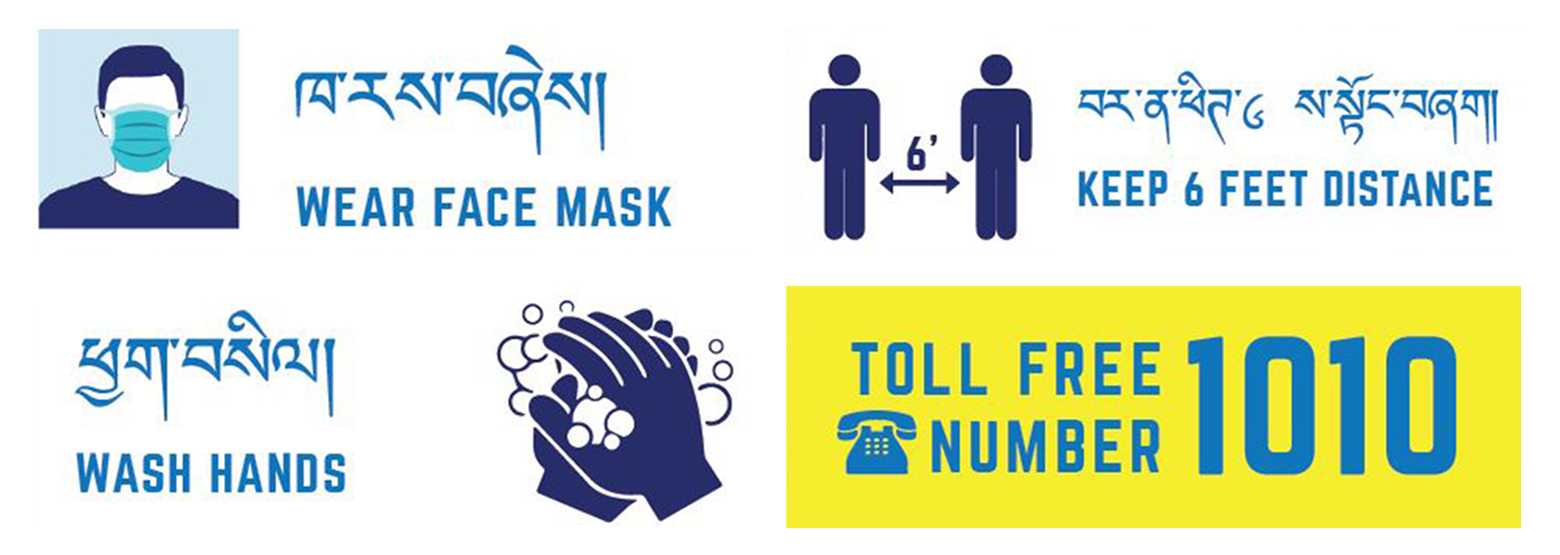 ཁ་རས་བཞེས།
WEAR FACE MASK
བར་ན་ཕིཊ་༦ ས་སྟོང་བཞག།
6'
KEEP 6 FEET DISTANCE
ཕྱག་བསིལ།
WASH HANDS
TOLL FREE
NUMBER
1010